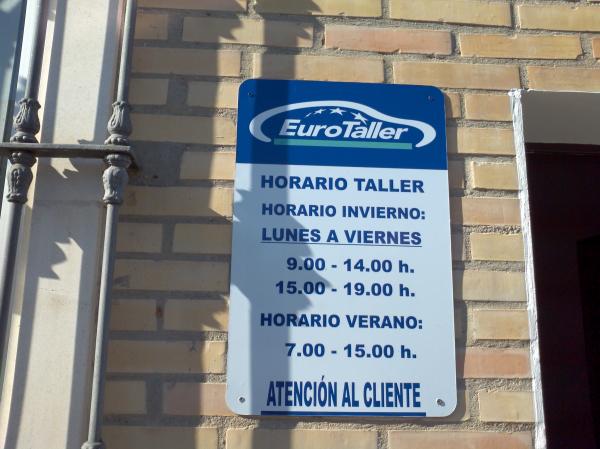 EuroTaller
HORARIO TALLER
HORARIO INVIERNO:
LUNES A VIERNES
9.00 - 14.00 h.
15.00 - 19.00 h.
HORARIO VERANO:
7.00 - 15.00 h.
ATENCIÓN AL CLIENTE